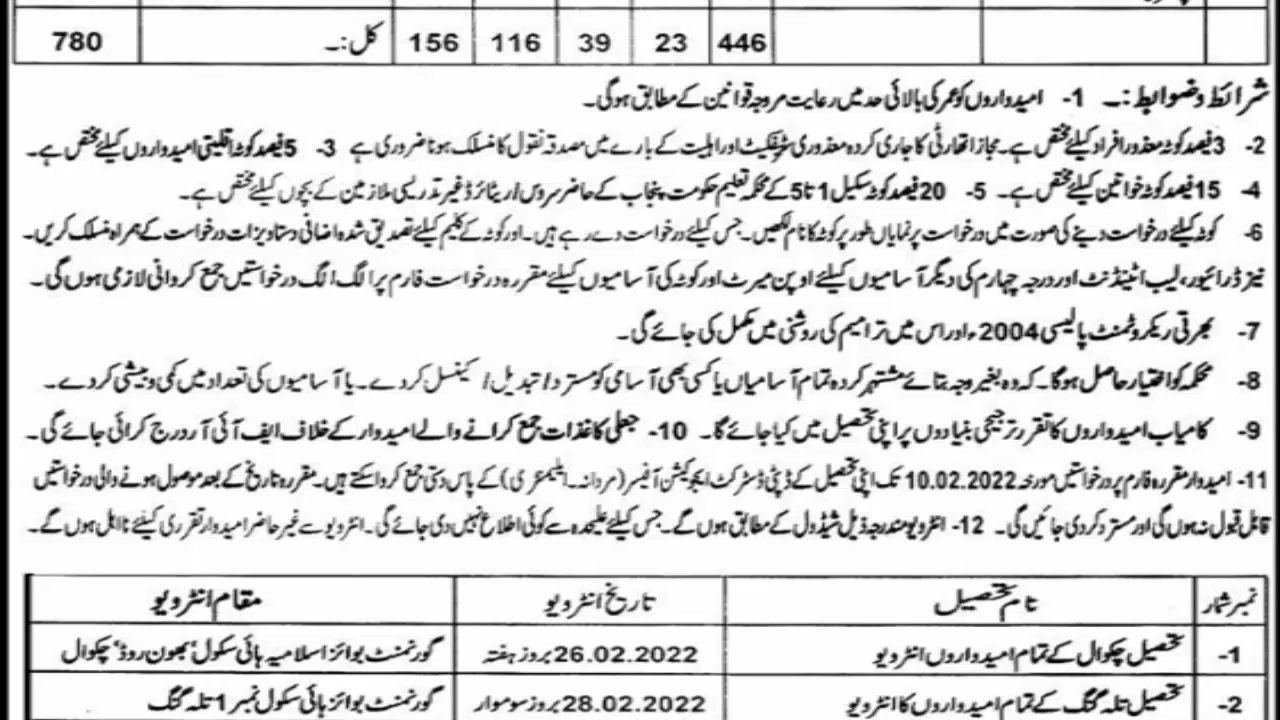 780 کل:۔ 156 116 39 23 446
شرائط وضوابط:۔ 1- امیدواروں کو عمر کی بالائی حد میں رعایت مروجہ قوانین کے مطابق ہوگی۔
2- 3 فیصد کوٹہ معذور افراد کیلئے مختص ہے۔ مجاز اتھارٹی کا جاری کردہ معذوری سرٹیفکیٹ اور اہلیت کے بارے میں مصدقہ نقول کا منسلک ہونا ضروری ہے 3- 5 فیصد کوٹہ اقلیتی امیدواروں کیلئے مختص ہے۔
4- 15 فیصد کوٹہ خواتین کیلئے مختص ہے۔ 5- 20 فیصد کوٹہ سکیل 1 تا 5 کے محکمہ تعلیم حکومت پنجاب کے حاضر سروس/ریٹائرڈ غیر تدریسی ملازمین کے بچوں کیلئے مختص ہے۔
6- کوٹہ کیلئے درخواست دینے کی صورت میں درخواست پر نمایاں طور پر کوٹہ کا نام لکھیں۔ جس کیلئے درخواست دے رہے ہیں۔ اور کوٹہ کے کلیم کیلئے تصدیق شدہ اضافی دستاویزات درخواست کے ہمراہ منسلک کریں۔
نیز ڈرائیور، لیب اٹینڈنٹ اور درجہ چہارم کی دیگر آسامیوں کیلئے اوپن میرٹ اور کوٹہ کی آسامیوں کیلئے مقررہ درخواست فارم پر الگ الگ درخواستیں جمع کروانی لازمی ہوں گی۔
7- بھرتی ریکروٹمنٹ پالیسی 2004ء اور اس میں ترامیم کی روشنی میں مکمل کی جائے گی۔
8- محکمہ کو اختیار حاصل ہوگا۔ کہ وہ بغیر وجہ بتائے مشتہر کردہ تمام آسامیاں یا کسی بھی آسامی کو مسترد/تبدیل/کینسل کردے۔ یا آسامیوں کی تعداد میں کمی و بیشی کردے۔
9- کامیاب امیدواروں کا تقرر ترجیحی بنیادوں پر اپنی تحصیل میں کیا جائے گا۔ 10- جعلی کاغذات جمع کرانے والے امیدوار کے خلاف ایف آئی آر درج کرائی جائے گی۔
11- امیدوار مقررہ فارم پر درخواستیں مورخہ 10.02.2022 تک اپنی تحصیل کے ڈپٹی ڈسٹرکٹ ایجوکیشن آفیسر (مردانہ۔ ایلیمنٹری) کے پاس دستی جمع کرواسکتے ہیں۔ مقررہ تاریخ کے بعد موصول ہونے والی درخواستیں
قابل قبول نہ ہوں گی اور مسترد کردی جائیں گی۔ 12- انٹرویو مندرجہ ذیل شیڈول کے مطابق ہوں گے۔ جس کیلئے علیحدہ سے کوئی اطلاع نہیں دی جائے گی۔ انٹرویو سے غیر حاضر امیدوار تقرری کیلئے نااہل ہوں گے۔
نمبر شمار نام تحصیل تاریخ انٹرویو مقام انٹرویو
1- تحصیل چکوال کے تمام امیدواروں انٹرویو 26.02.2022 بروز ہفتہ گورنمنٹ بوائز اسلامیہ ہائی سکول' بھون روڈ' چکوال
2- تحصیل تلہ گنگ کے تمام امیدواروں کا انٹرویو 28.02.2022 بروز سوموار گورنمنٹ بوائز ہائی سکول نمبر 1 تلہ گنگ